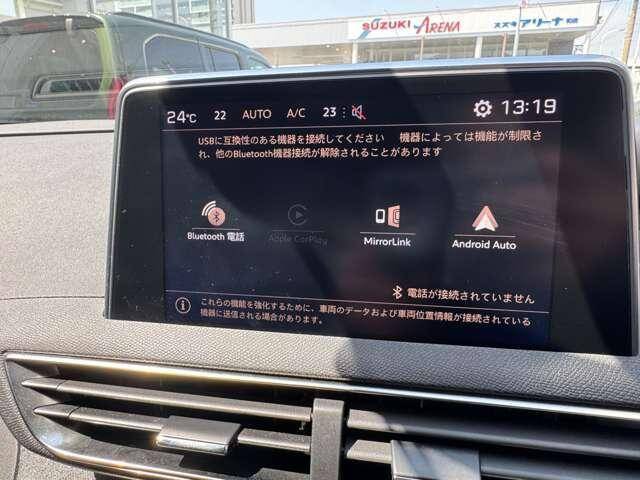 SUZUKI ARENA スズキアリーナ
24℃ 22 AUTO A/C 23 13:19
USBに互換性のある機器を接続してください 機器によっては機能が制限さ
れ、他のBluetooth機器接続が解除されることがあります
Bluetooth 電話 Apple CarPlay MirrorLink Android Auto
電話が接続されていません
これらの機能を強化するために、車両のデータおよび車両位置情報が接続されている
機器に送信される場合があります。